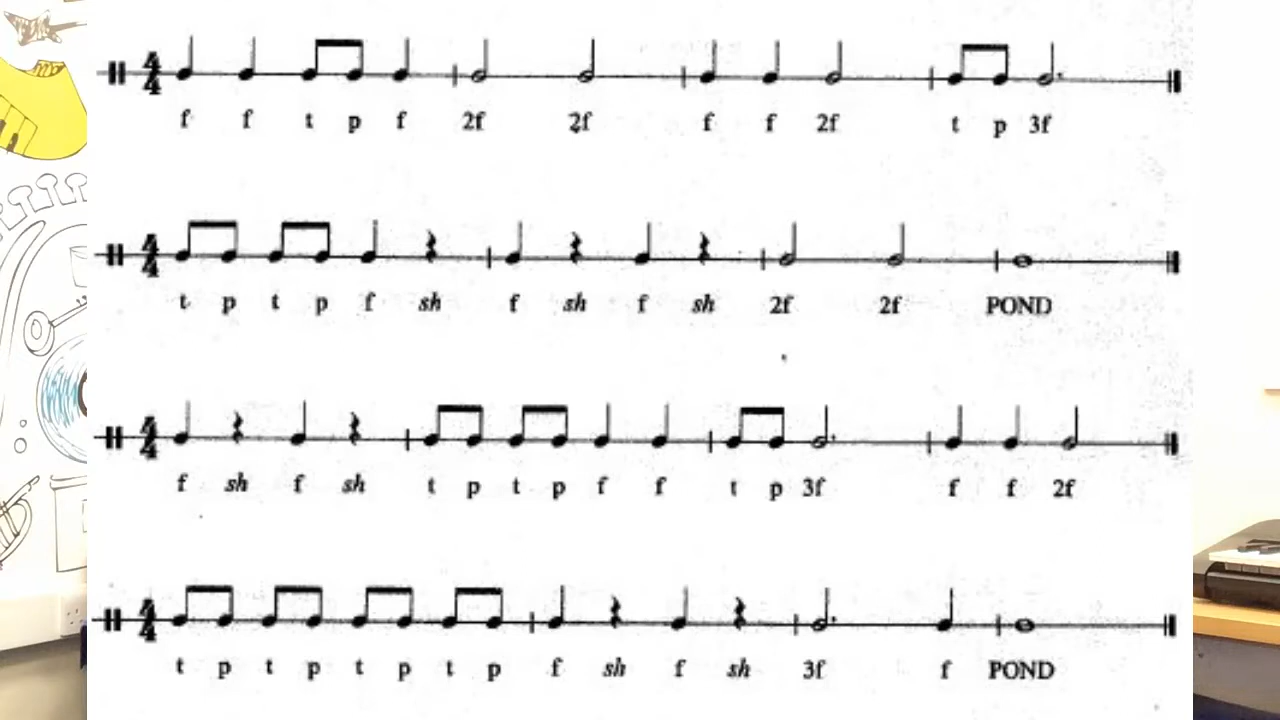 4 4 f f t p f 2f 2f f f 2f t p 3f
4 4 t p t p f sh f sh f sh 2f 2f POND
4 4 f sh f sh t p t p f f t p 3f f f 2f
4 4 t p t p t p t p f sh f sh 3f f POND